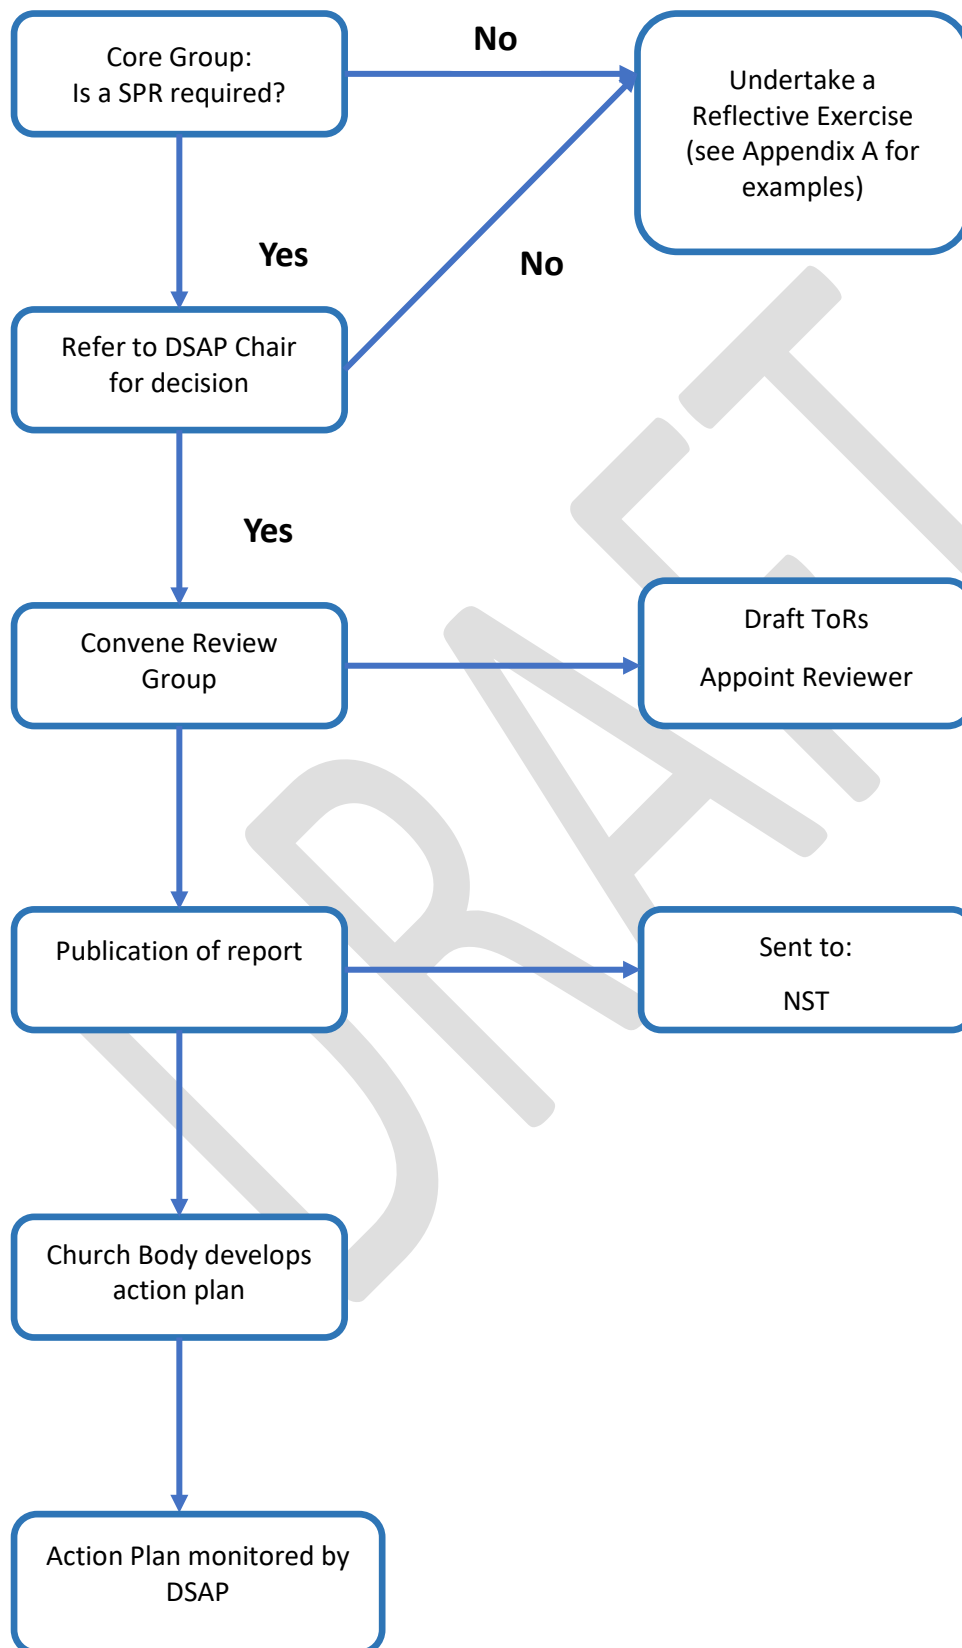 Core Group:
Is a SPR required?
No
Undertake a
Reflective Exercise
(see Appendix A for
examples)
Yes
No
Refer to DSAP Chair
for decision
Yes
Convene Review
Group
Draft ToRs
Appoint Reviewer
Publication of report
Sent to:
NST
Church Body develops
action plan
Action Plan monitored by
DSAP
DRAFT